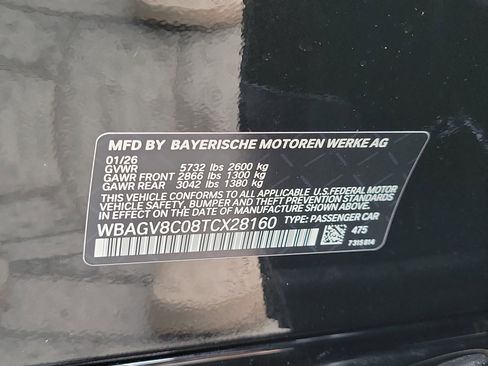 MFD BY BAYERISCHE MOTOREN WERKE AG
01/26
GVWR 5732 lbs 2600 kg
GAWR FRONT 2866 lbs 1300 kg
GAWR REAR 3042 lbs 1380 kg
THIS VEHICLE CONFORMS TO ALL APPLICABLE U.S. FEDERAL MOTOR
VEHICLE SAFETY, BUMPER, AND THEFT PREVENTION STANDARDS IN EFFECT ON THE
DATE OF MANUFACTURE SHOWN ABOVE.
WBAGV8C08TCX28160 TYPE: PASSENGER CAR
475
7315614